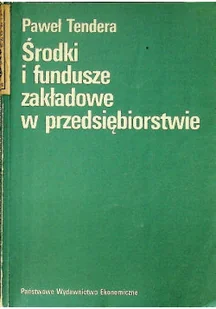 Paweł Tendera
Środki
i fundusze
zakładowe
w przedsiębiorstwie
Państwowe Wydawnictwo Ekonomiczne